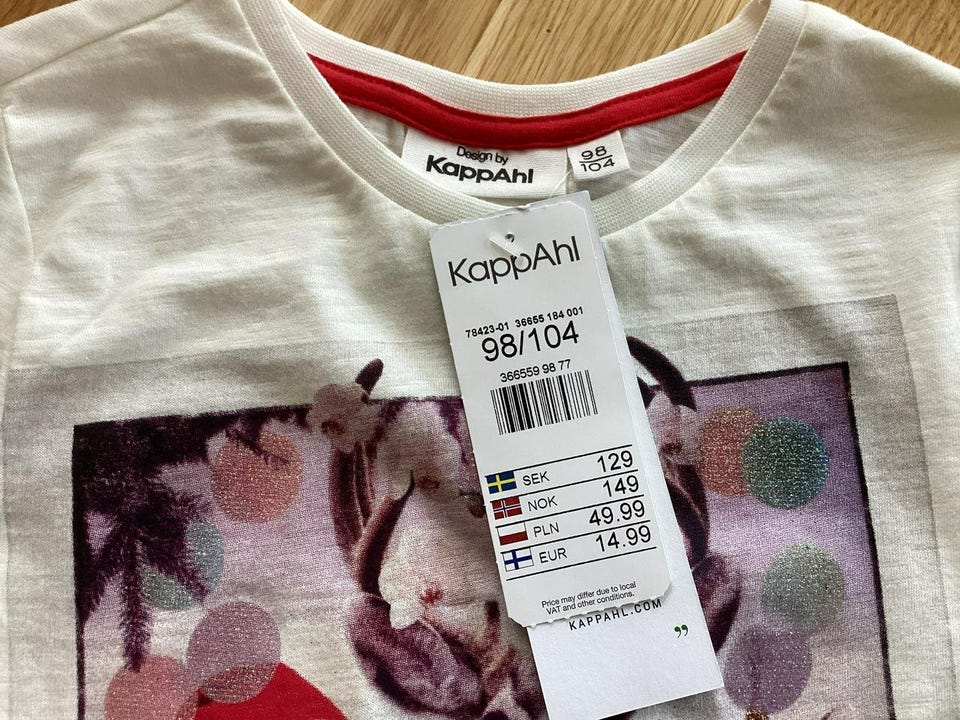 Design by
KappAhl
98
104
KappAhl
78423-01 36655 184 001
98/104
366559 98 77
SEK 129
NOK 149
PLN 49.99
EUR 14.99
Price may differ due to local
VAT and other conditions.
KAPPAHL.COM
”